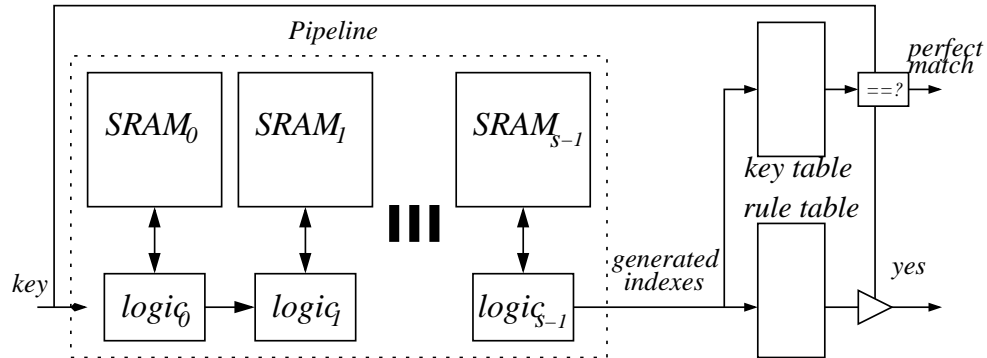 Pipeline
SRAM0
SRAM1
SRAMs-1
key
logic0
logic1
logics-1
generated
indexes
key table
rule table
==?
perfect
match
yes